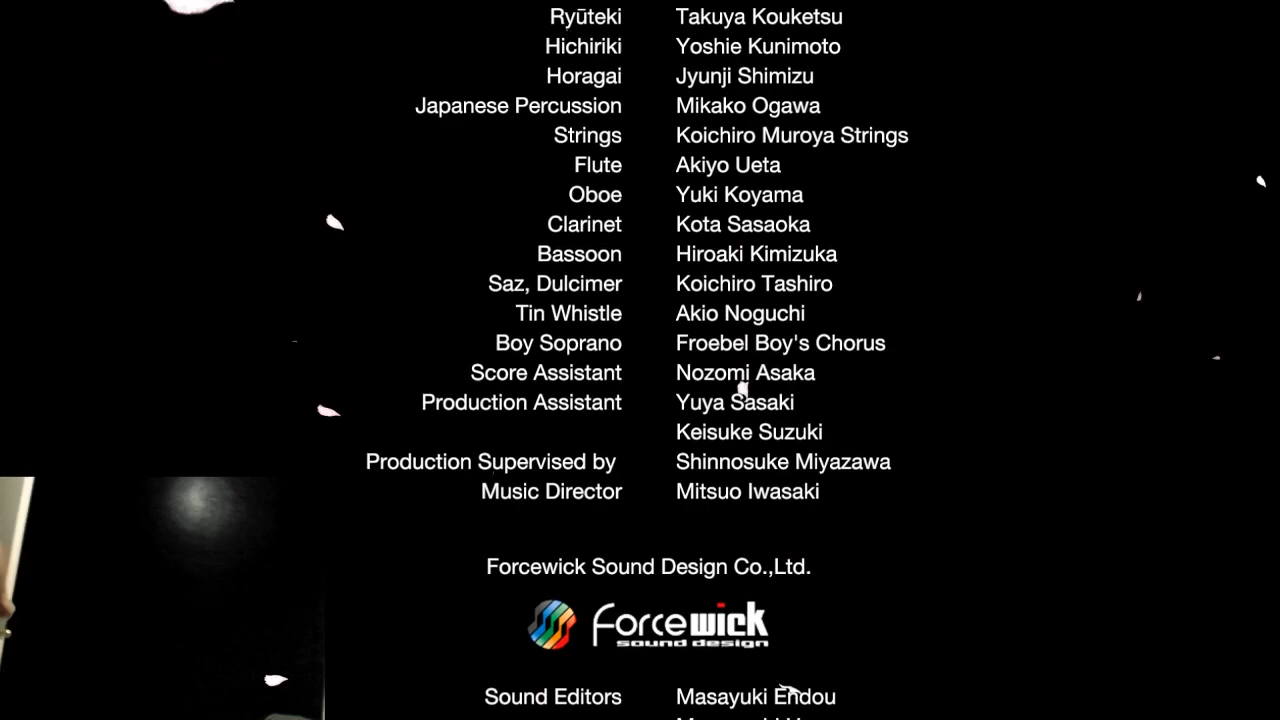 Ryūteki Takuya Kouketsu
Hichiriki Yoshie Kunimoto
Horagai Jyunji Shimizu
Japanese Percussion Mikako Ogawa
Strings Koichiro Muroya Strings
Flute Akiyo Ueta
Oboe Yuki Koyama
Clarinet Kota Sasaoka
Bassoon Hiroaki Kimizuka
Saz, Dulcimer Koichiro Tashiro
Tin Whistle Akio Noguchi
Boy Soprano Froebel Boy's Chorus
Score Assistant Nozomi Asaka
Production Assistant Yuya Sasaki
Keisuke Suzuki
Production Supervised by Shinnosuke Miyazawa
Music Director Mitsuo Iwasaki
Forcewick Sound Design Co.,Ltd.
Forcewick
sound design
Sound Editors Masayuki Endou